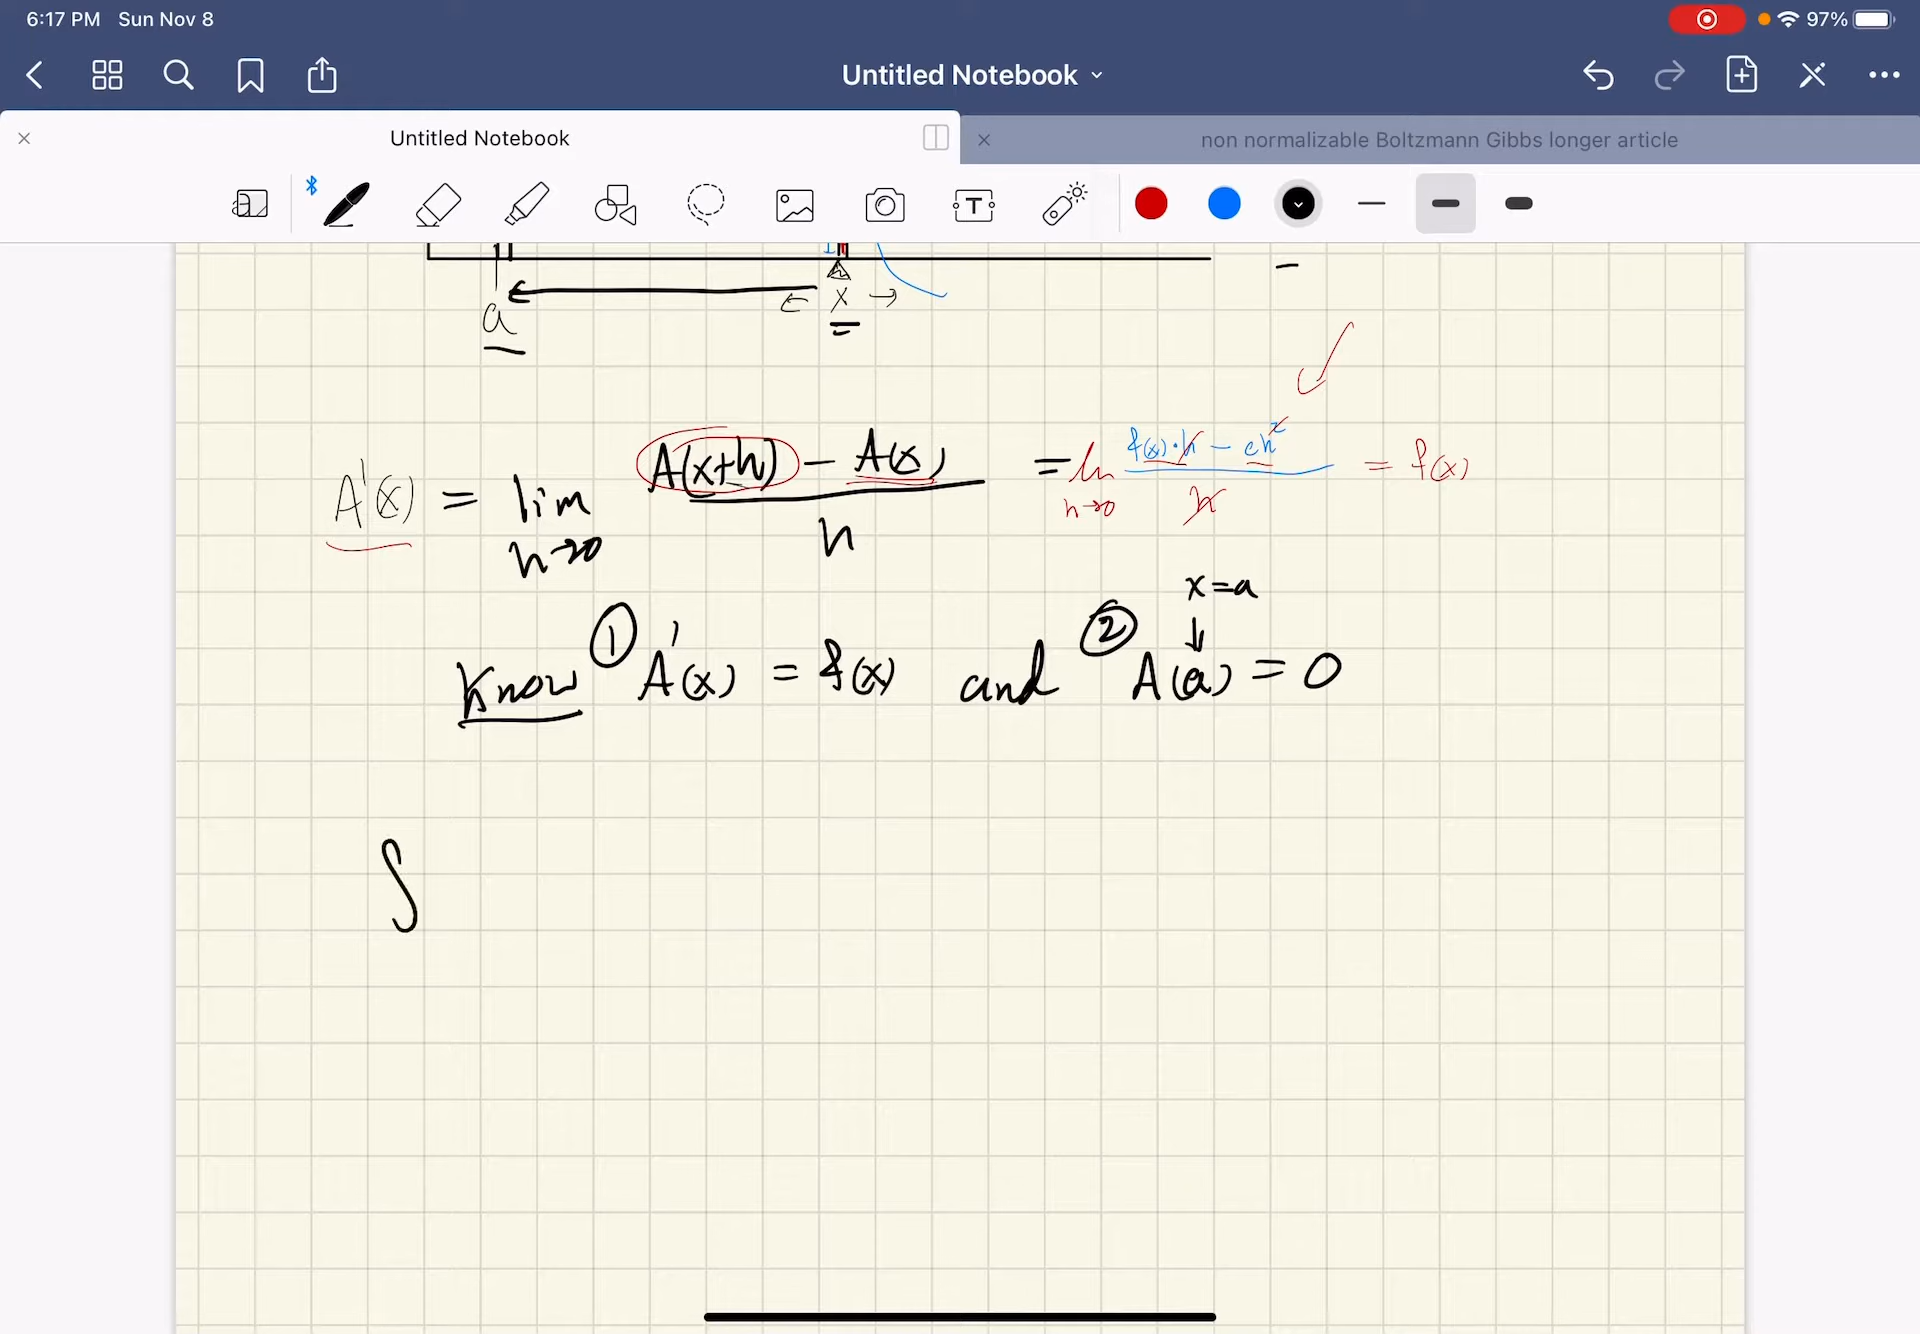 6:17 PM Sun Nov 8 97%
Untitled Notebook
Untitled Notebook non normalizable Boltzmann Gibbs longer article
T
a ← x →
A'(x) = lim h→0 A(x+h) - A(x) / h = lim h→0 f(x)·h - ch² / h = f(x)
x=a
Know ① A'(x) = f(x) and ② A(a) = 0
∫